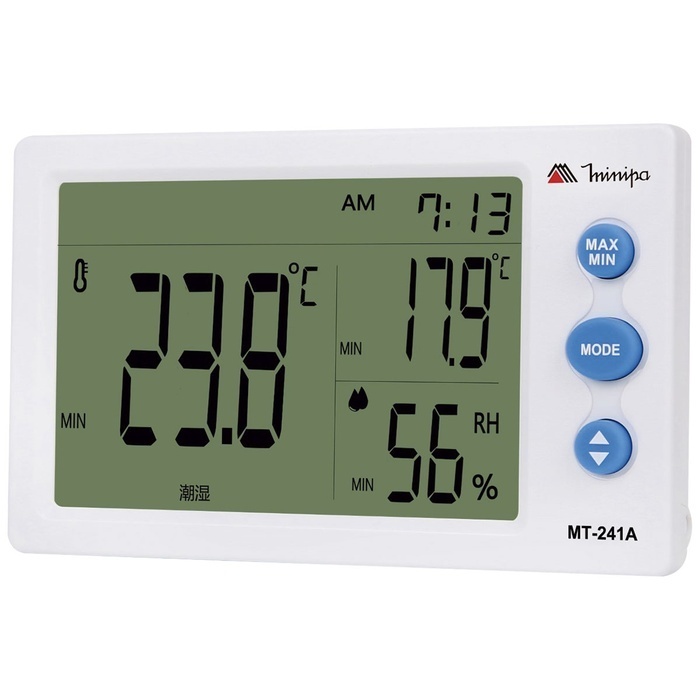 minipa
AM 7:13
MAX
MIN
23.8°C
17.9°C
MIN
MODE
MIN
56 RH
MIN %
潮湿
MT-241A